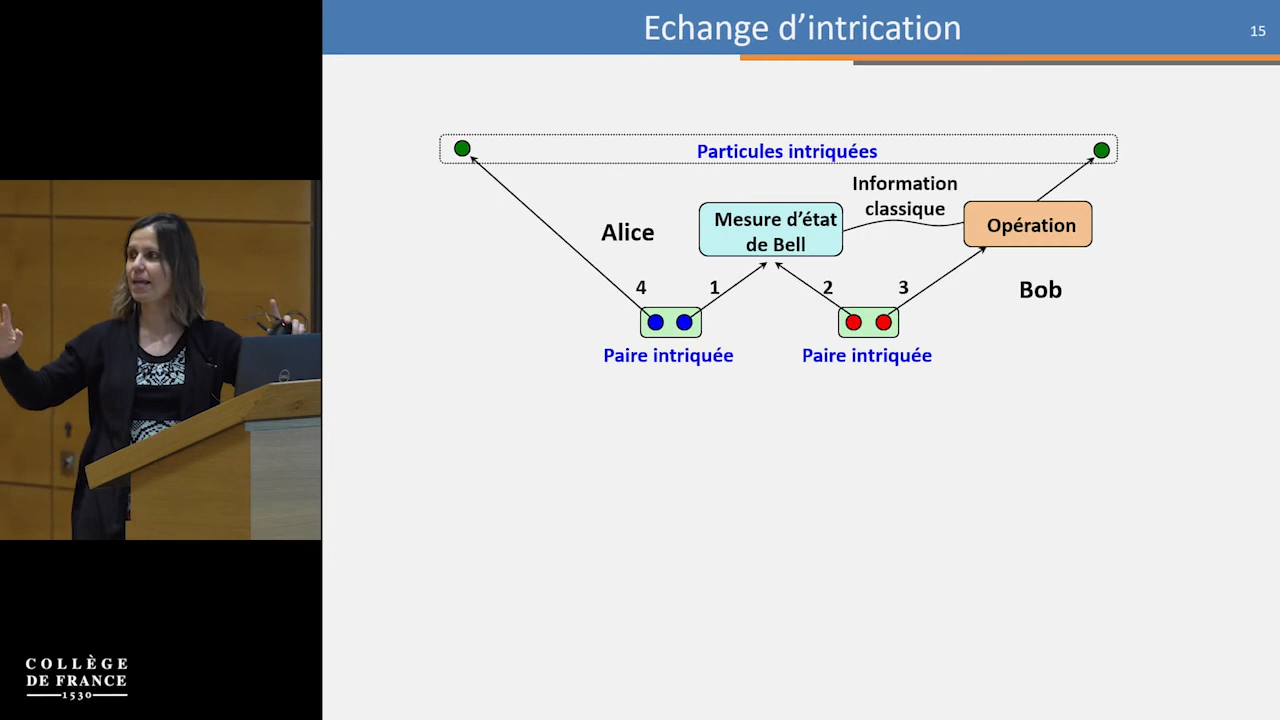 Echange d'intrication
15
Particules intriquées
Information
classique
Mesure d'état
de Bell
Opération
Alice
4
1
2
3
Bob
Paire intriquée
Paire intriquée
COLLÈGE
DE FRANCE
1530